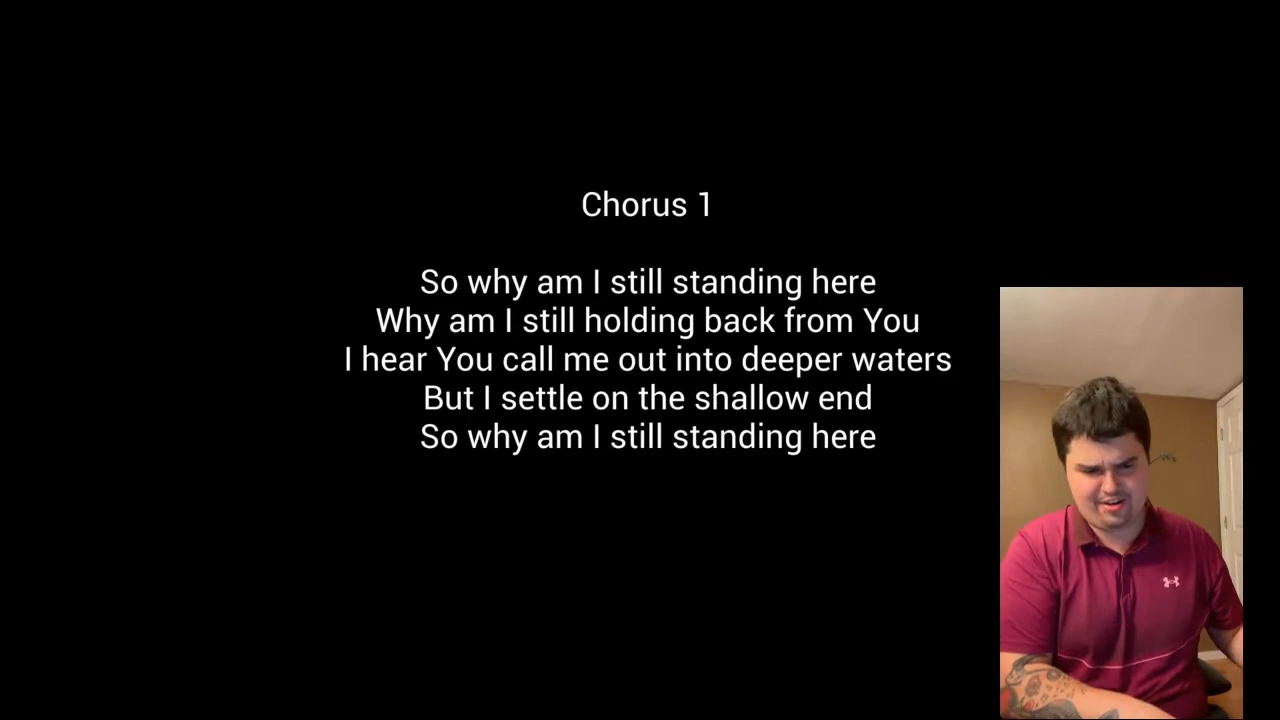 Chorus 1
So why am I still standing here
Why am I still holding back from You
I hear You call me out into deeper waters
But I settle on the shallow end
So why am I still standing here